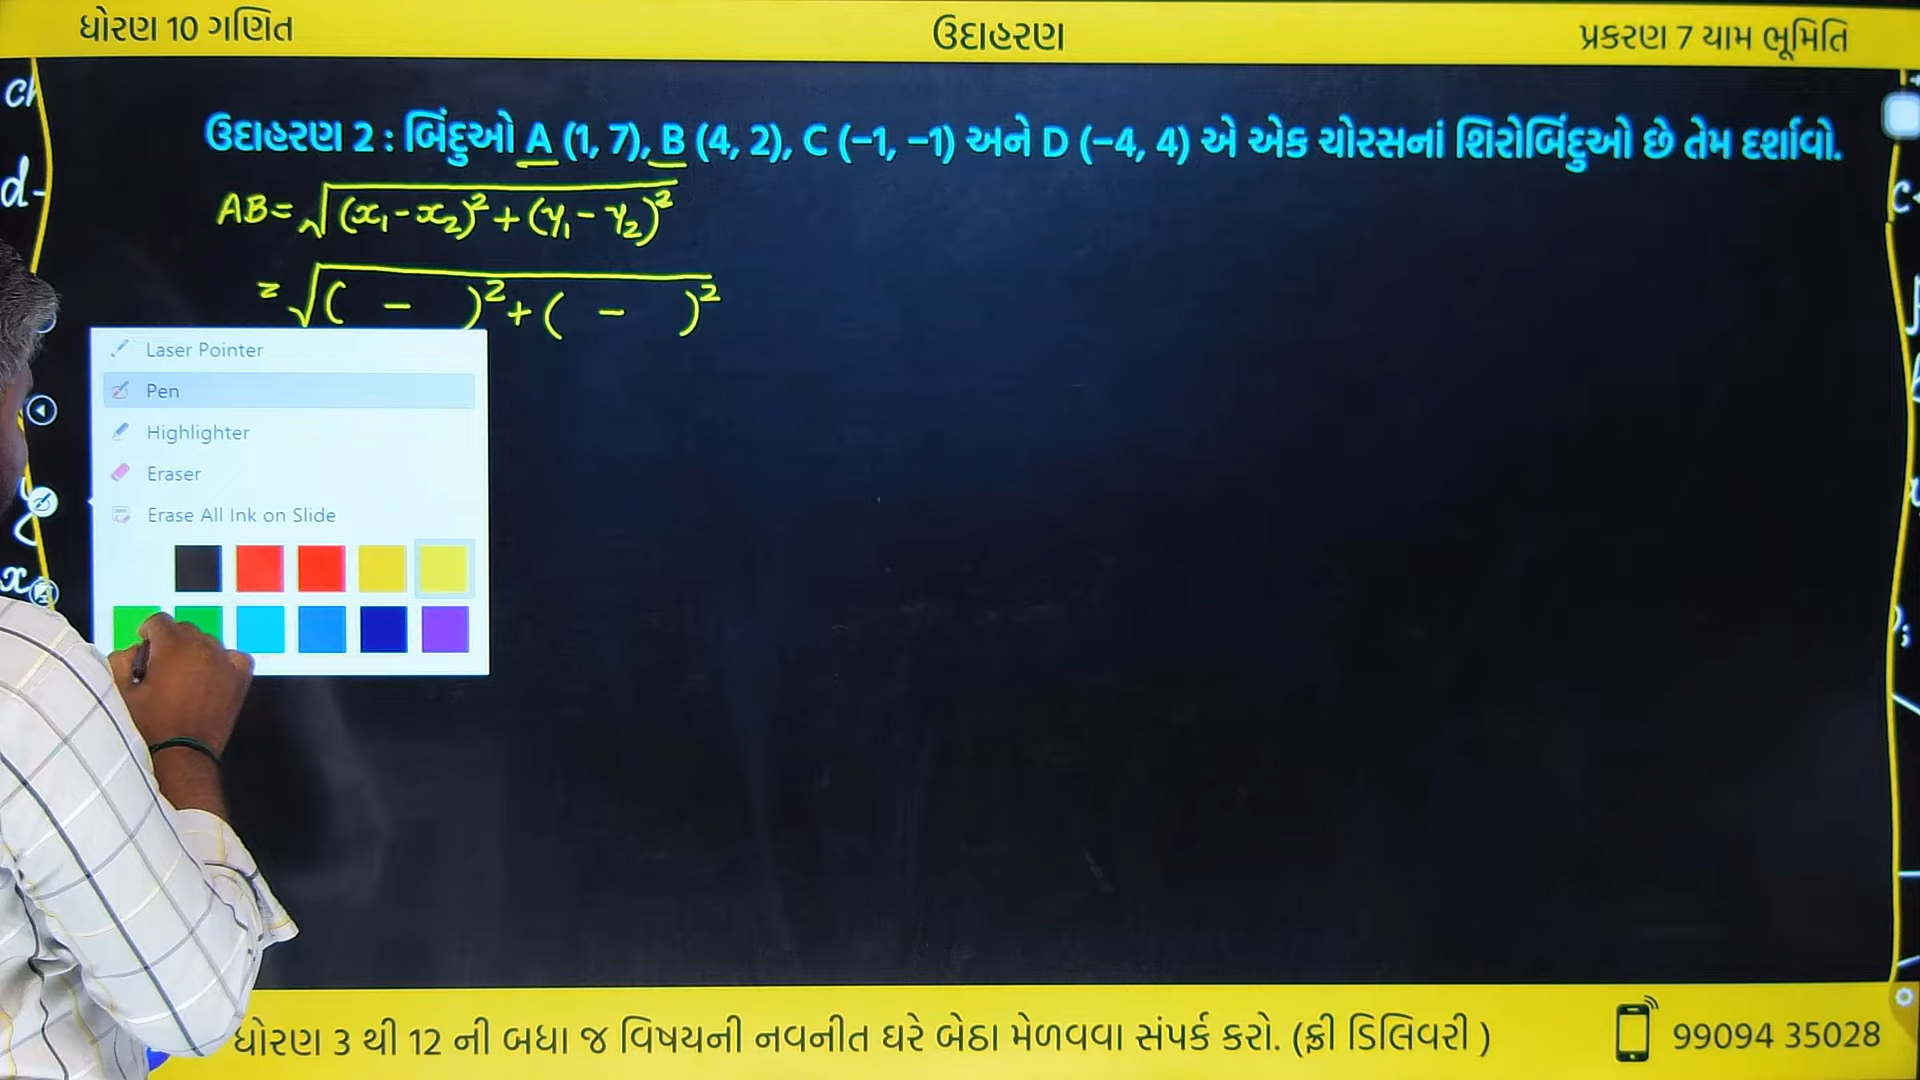 ધોરણ 10 ગણિત
ઉદાહરણ
પ્રકરણ 7 યામ ભૂમિતિ
ઉદાહરણ 2 : બિંદુઓ A (1, 7), B (4, 2), C (−1, −1) અને D (−4, 4) એ એક ચોરસનાં શિરોબિંદુઓ છે તેમ દર્શાવો.
AB = √(x₁ - x₂)² + (y₁ - y₂)²
= √( - )² + ( - )²
Laser Pointer
Pen
Highlighter
Eraser
Erase All Ink on Slide
ધોરણ 3 થી 12 ની બધા જ વિષયની નવનીત ઘરે બેઠા મેળવવા સંપર્ક કરો. (ફ્રી ડિલિવરી )
99094 35028